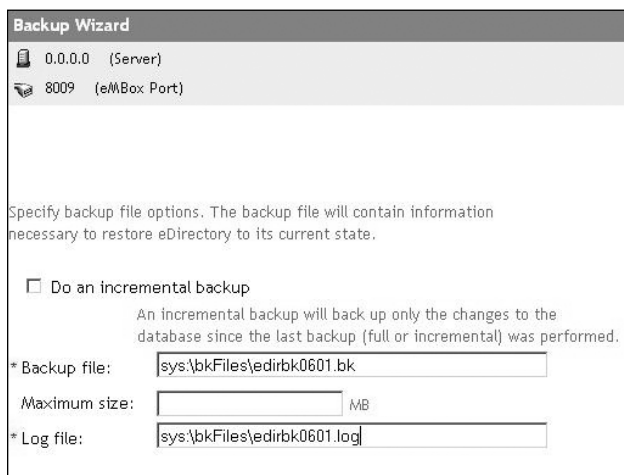 Backup Wizard
0.0.0.0 (Server)
8009 (eMBox Port)
Specify backup file options. The backup file will contain information
necessary to restore eDirectory to its current state.
Do an incremental backup
An incremental backup will back up only the changes to the
database since the last backup (full or incremental) was performed.
* Backup file: sys:\bkFiles\edirbk0601.bk
Maximum size: MB
* Log file: sys:\bkFiles\edirbk0601.log